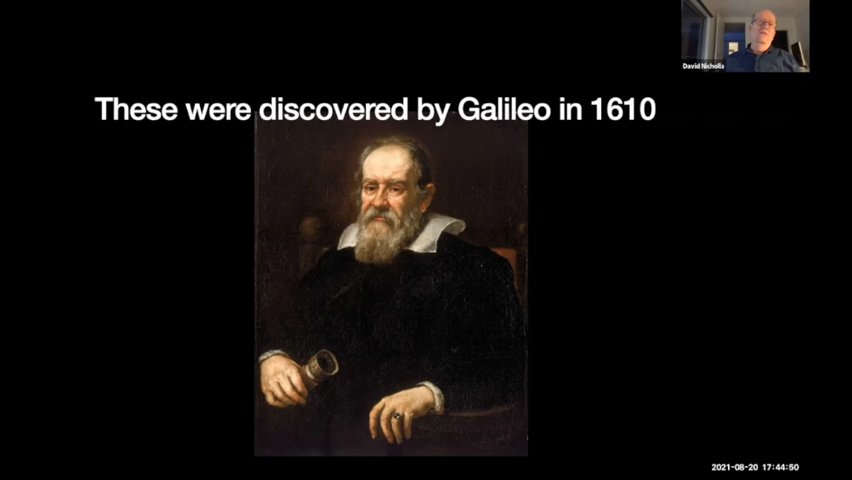 David Nicholls
These were discovered by Galileo in 1610
2021-08-20 17:44:50